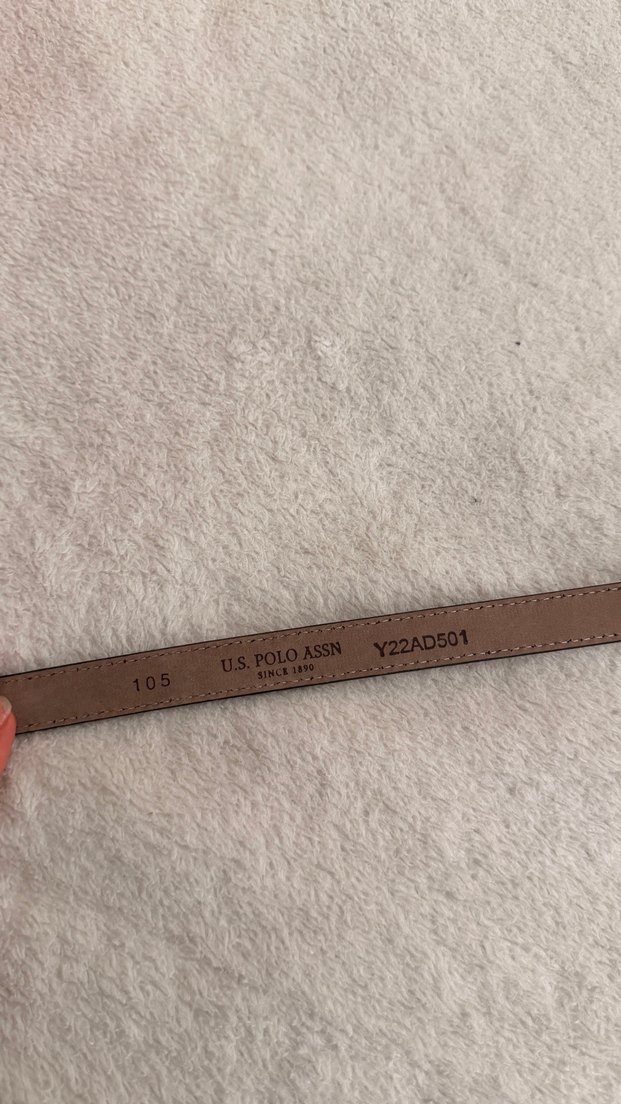 105
U.S. POLO ASSN
SINCE 1890
Y22AD501